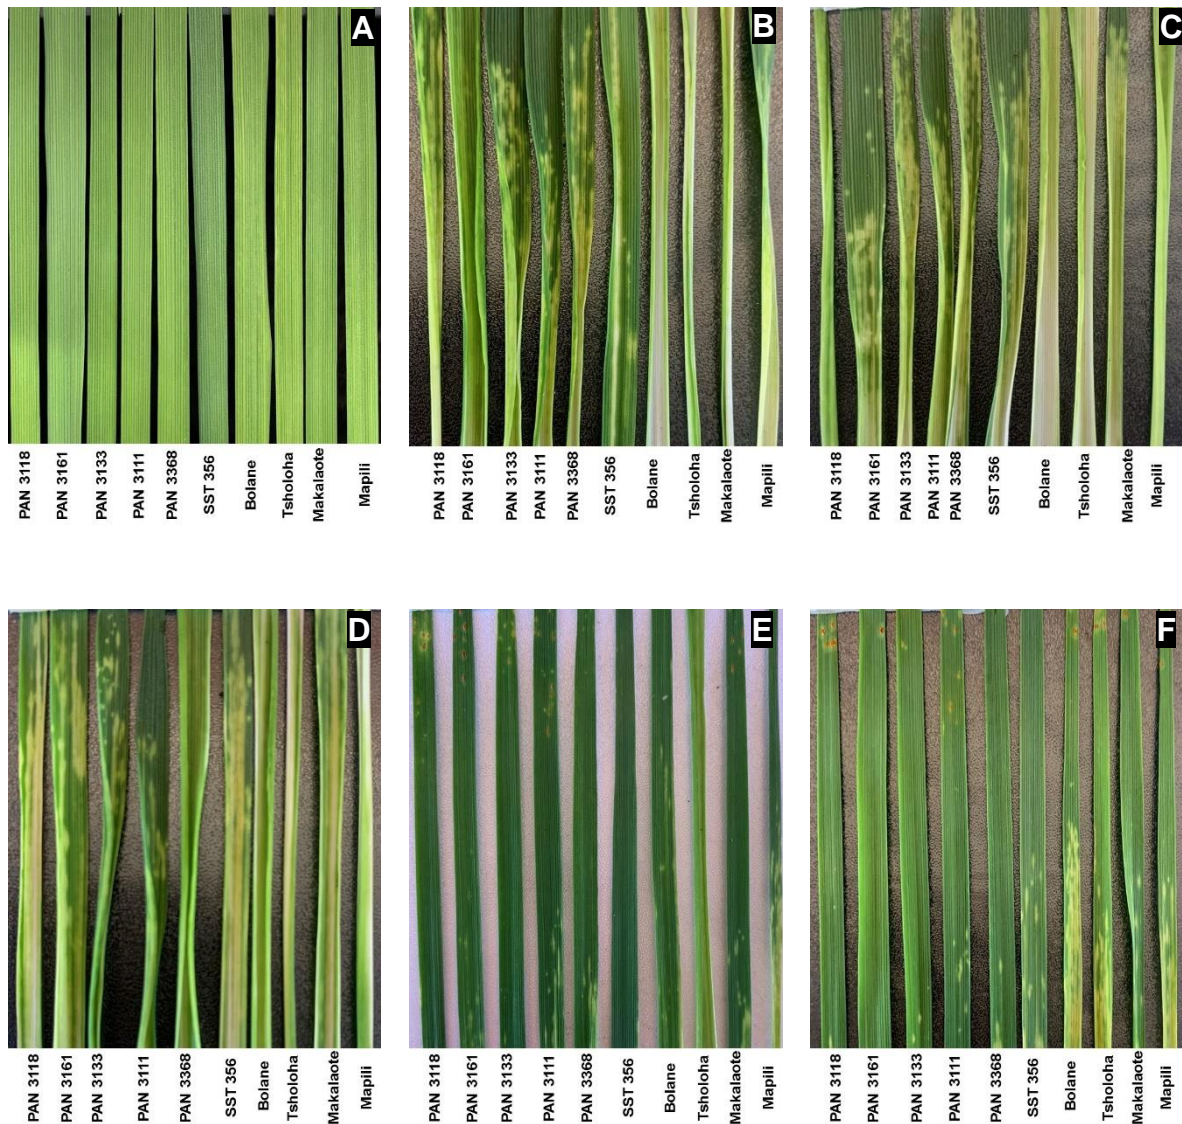 A
B
C
PAN 3118
PAN 3161
PAN 3133
PAN 3111
PAN 3368
SST 356
Bolane
Tsholoha
Makalaote
Mapili
PAN 3118
PAN 3161
PAN 3133
PAN 3111
PAN 3368
SST 356
Bolane
Tsholoha
Makalaote
Mapili
PAN 3118
PAN 3161
PAN 3133
PAN 3111
PAN 3368
SST 356
Bolane
Tsholoha
Makalaote
Mapili
D
E
F
PAN 3118
PAN 3161
PAN 3133
PAN 3111
PAN 3368
SST 356
Bolane
Tsholoha
Makalaote
Mapili
PAN 3118
PAN 3161
PAN 3133
PAN 3111
PAN 3368
SST 356
Bolane
Tsholoha
Makalaote
Mapili
PAN 3118
PAN 3161
PAN 3133
PAN 3111
PAN 3368
SST 356
Bolane
Tsholoha
Makalaote
Mapili